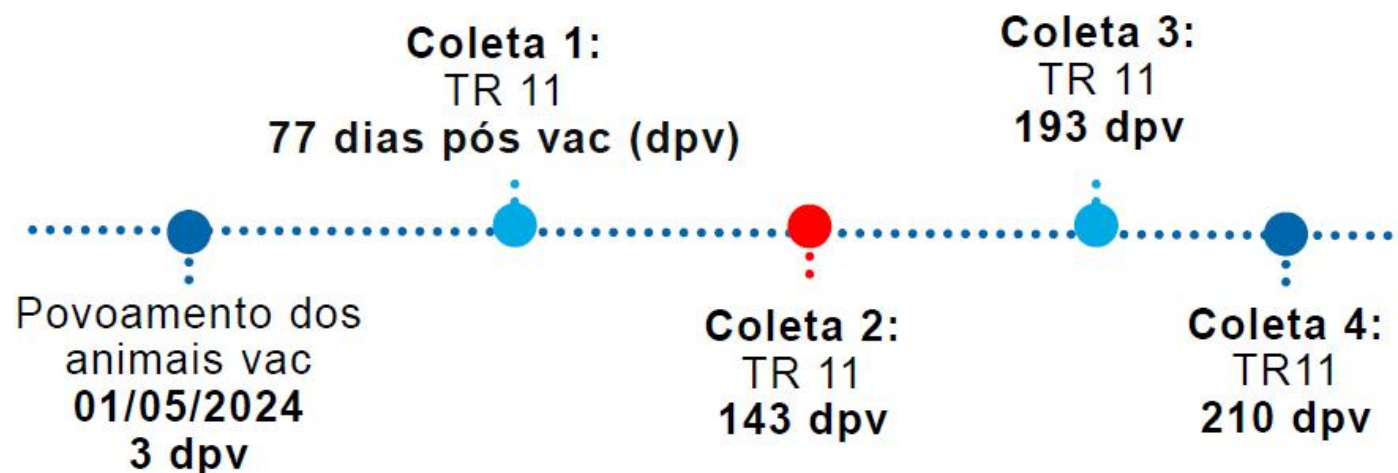 Coleta 1:
TR 11
77 dias pós vac (dpv)
Coleta 3:
TR 11
193 dpv
Povoamento dos
animais vac
01/05/2024
3 dpv
Coleta 2:
TR 11
143 dpv
Coleta 4:
TR11
210 dpv